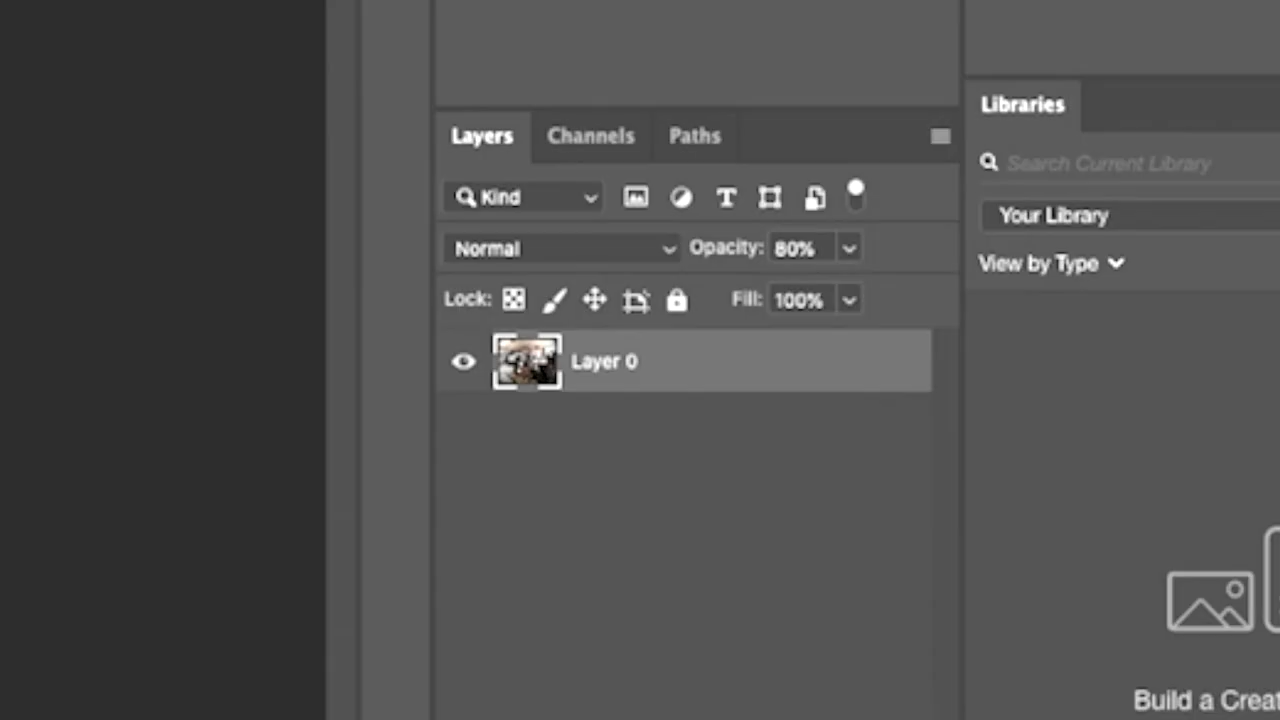 Layers Channels Paths
Kind
Normal Opacity: 80%
Lock: Fill: 100%
Layer 0
Libraries
Search Current Library
Your Library
View by Type
Build a